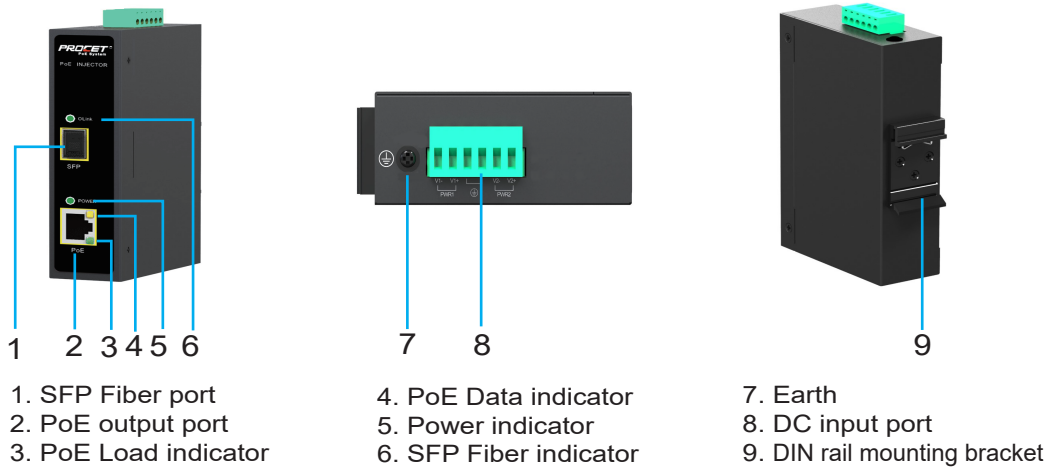 PROCET
PoE System
PoE INJECTOR
OiLink
SFP
POWER
PoE
V1- V1+ V2- V2+
PWR1 PWR2
1 2 3 4 5 6
7 8
9
1. SFP Fiber port
2. PoE output port
3. PoE Load indicator
4. PoE Data indicator
5. Power indicator
6. SFP Fiber indicator
7. Earth
8. DC input port
9. DIN rail mounting bracket